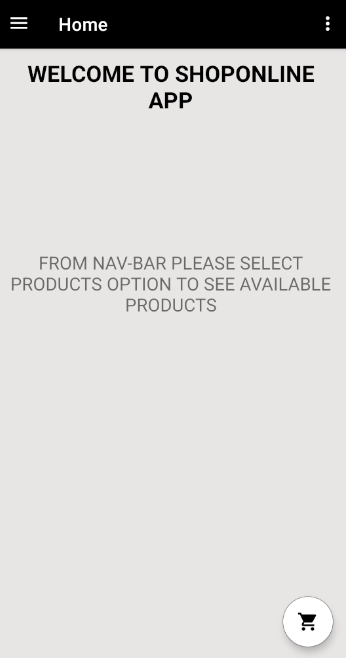 Home
WELCOME TO SHOPONLINE
APP
FROM NAV-BAR PLEASE SELECT
PRODUCTS OPTION TO SEE AVAILABLE
PRODUCTS